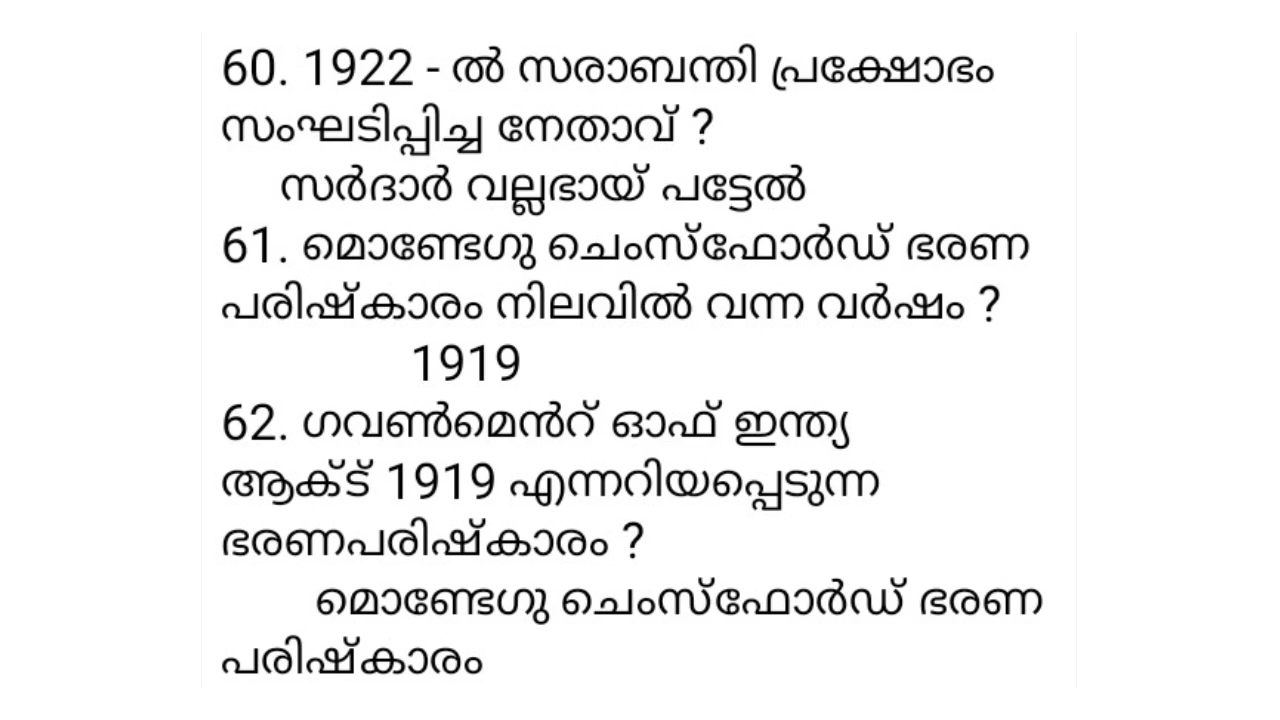 60. 1922 - ൽ സരാബന്തി പ്രക്ഷോഭം
സംഘടിപ്പിച്ച നേതാവ് ?
സർദാർ വല്ലഭായ് പട്ടേൽ
61. മൊണ്ടേഗു ചെംസ്ഫോർഡ് ഭരണ
പരിഷ്കാരം നിലവിൽ വന്ന വർഷം ?
1919
62. ഗവൺമെൻറ് ഓഫ് ഇന്ത്യ
ആക്ട് 1919 എന്നറിയപ്പെടുന്ന
ഭരണപരിഷ്കാരം ?
മൊണ്ടേഗു ചെംസ്ഫോർഡ് ഭരണ
പരിഷ്കാരം